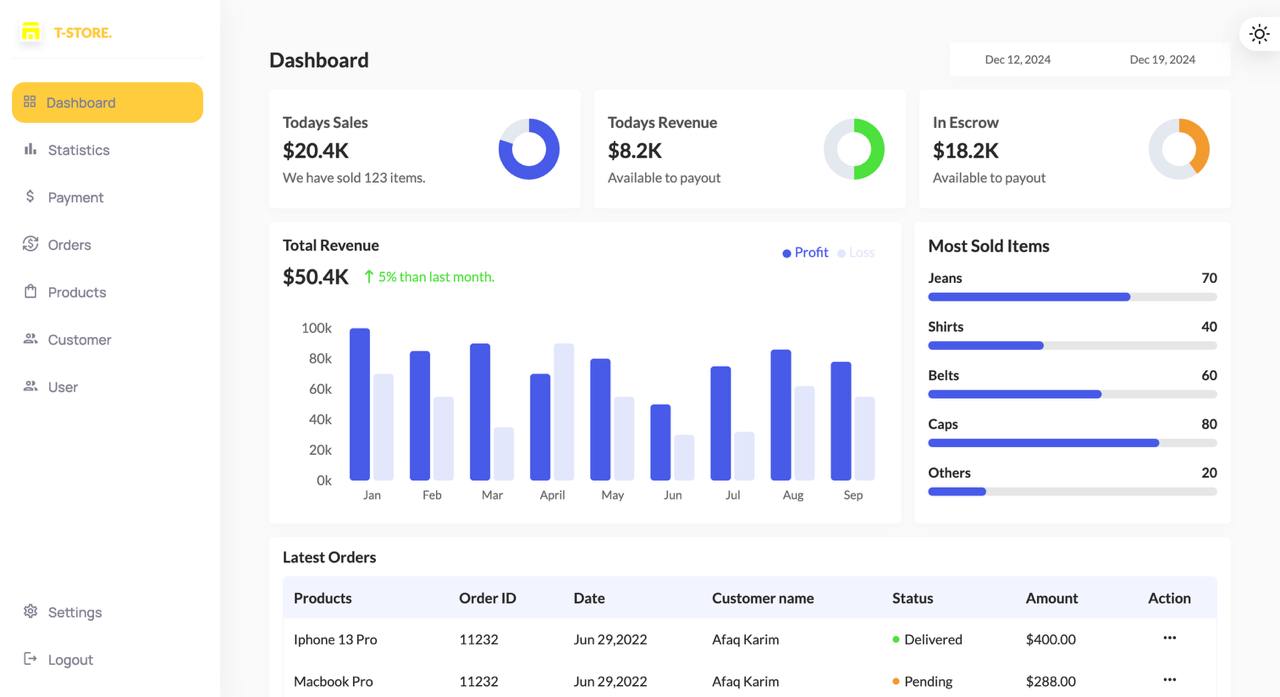 T-STORE.
Dashboard
Statistics
Payment
Orders
Products
Customer
User
Settings
Logout
Dashboard
Dec 12, 2024 Dec 19, 2024
Todays Sales
$20.4K
We have sold 123 items.
Todays Revenue
$8.2K
Available to payout
In Escrow
$18.2K
Available to payout
Total Revenue
$50.4K ↑ 5% than last month.
Profit Loss
100k
80k
60k
40k
20k
0k
Jan Feb Mar April May Jun Jul Aug Sep
Most Sold Items
Jeans 70
Shirts 40
Belts 60
Caps 80
Others 20
Latest Orders
Products Order ID Date Customer name Status Amount Action
Iphone 13 Pro 11232 Jun 29,2022 Afaq Karim Delivered $400.00 •••
Macbook Pro 11232 Jun 29,2022 Afaq Karim Pending $288.00 •••